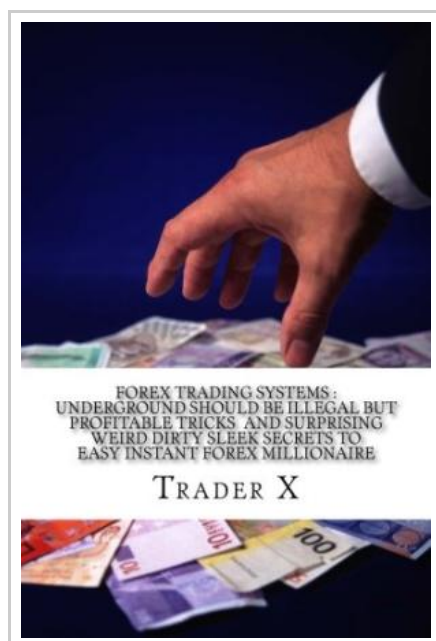 FOREX TRADING SYSTEMS :
UNDERGROUND SHOULD BE ILLEGAL BUT
PROFITABLE TRICKS AND SURPRISING
WEIRD DIRTY SLEEK SECRETS TO
EASY INSTANT FOREX MILLIONAIRE
TRADER X
100